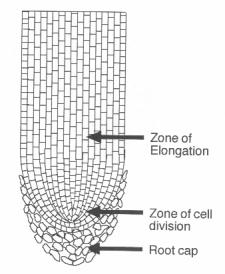 Zone of
Elongation
Zone of cell
division
Root cap